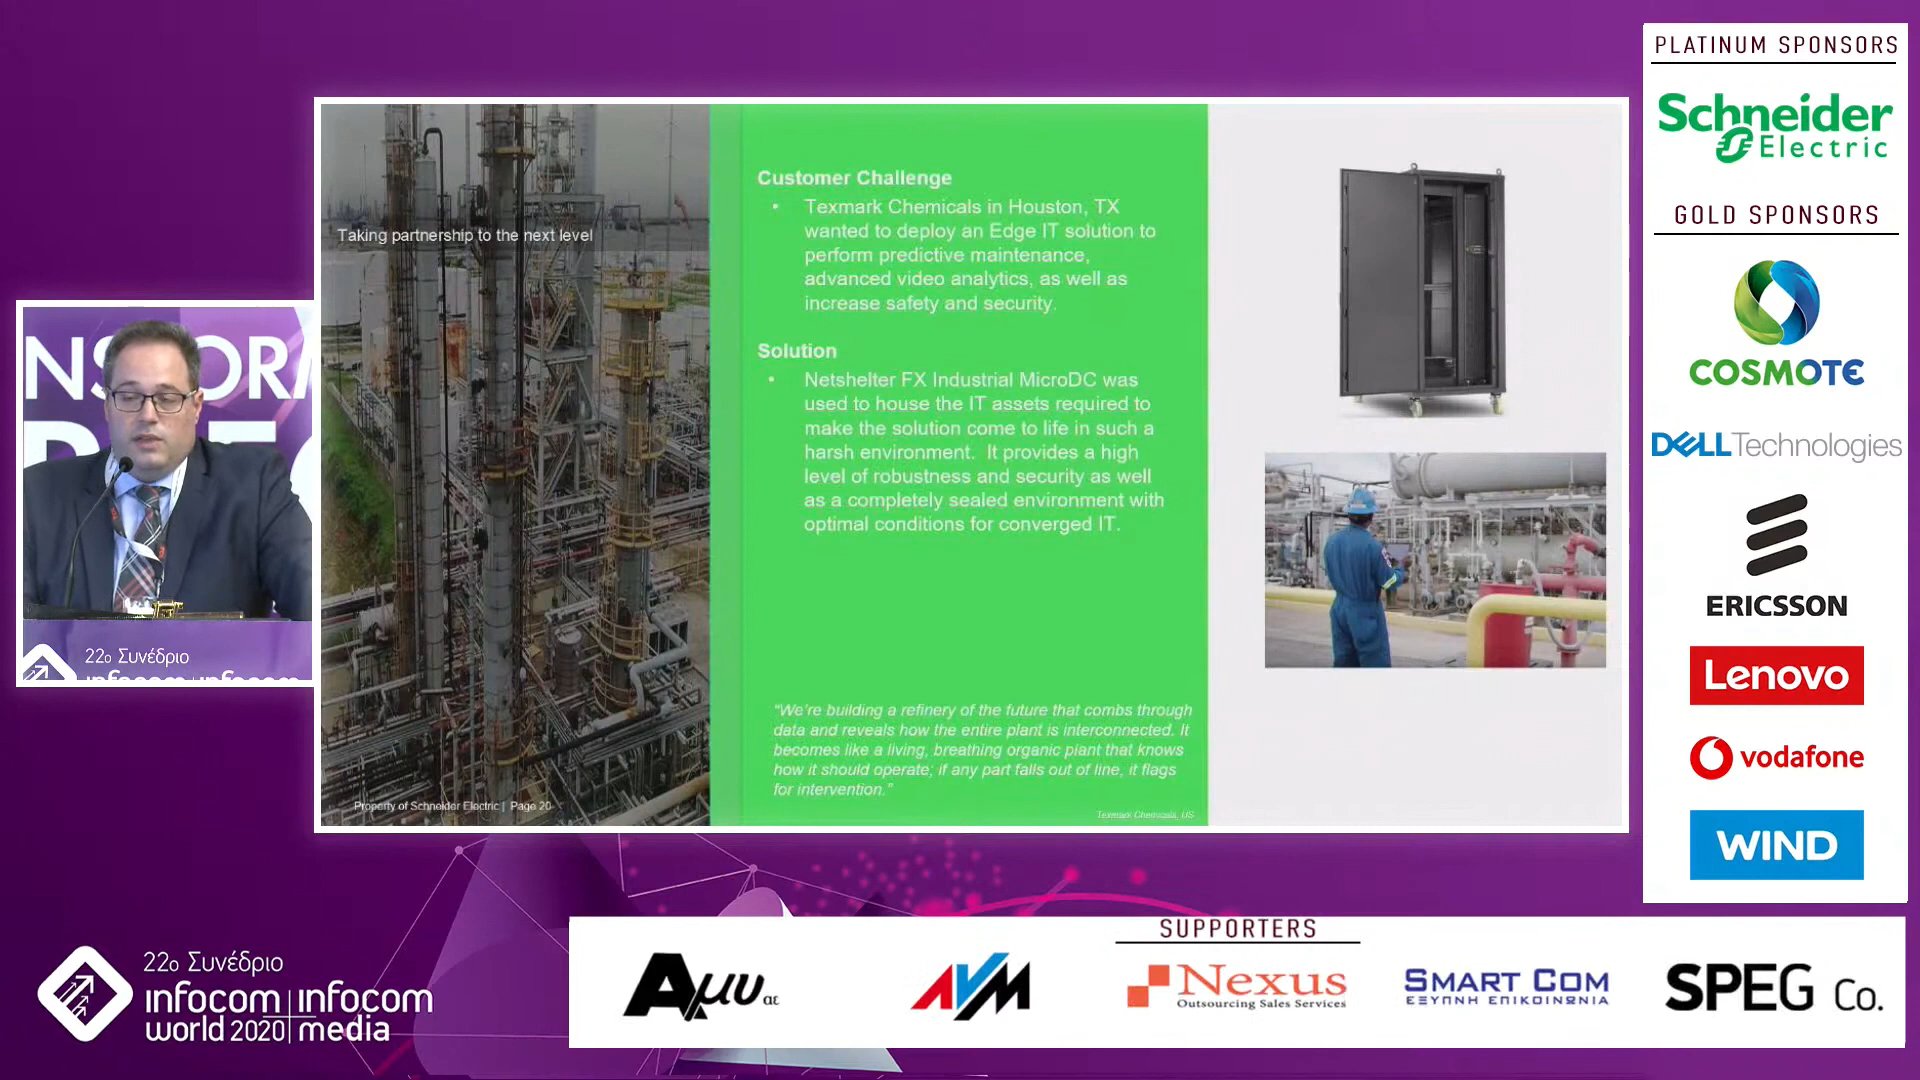 PLATINUM SPONSORS
Schneider
Electric
GOLD SPONSORS
COSMOTE
DELL Technologies
ERICSSON
Lenovo
vodafone
WIND
Taking partnership to the next level
Customer Challenge
• Texmark Chemicals in Houston, TX
wanted to deploy an Edge IT solution to
perform predictive maintenance,
advanced video analytics, as well as
increase safety and security.
Solution
• Netshelter FX Industrial MicroDC was
used to house the IT assets required to
make the solution come to life in such a
harsh environment. It provides a high
level of robustness and security as well
as a completely sealed environment with
optimal conditions for converged IT.
“We're building a refinery of the future that combs through
data and reveals how the entire plant is interconnected. It
becomes like a living, breathing organic plant that knows
how it should operate; if any part falls out of line, it flags
for intervention.”
Texmark Chemicals, US
Property of Schneider Electric | Page 20
22ο Συνέδριο
infocom infocom
22ο Συνέδριο
infocom infocom
world 2020 media
SUPPORTERS
Αμυ αε
AVM
Nexus
Outsourcing Sales Services
SMART COM
ΕΞΥΠΝΗ ΕΠΙΚΟΙΝΩΝΙΑ
SPEG Co.